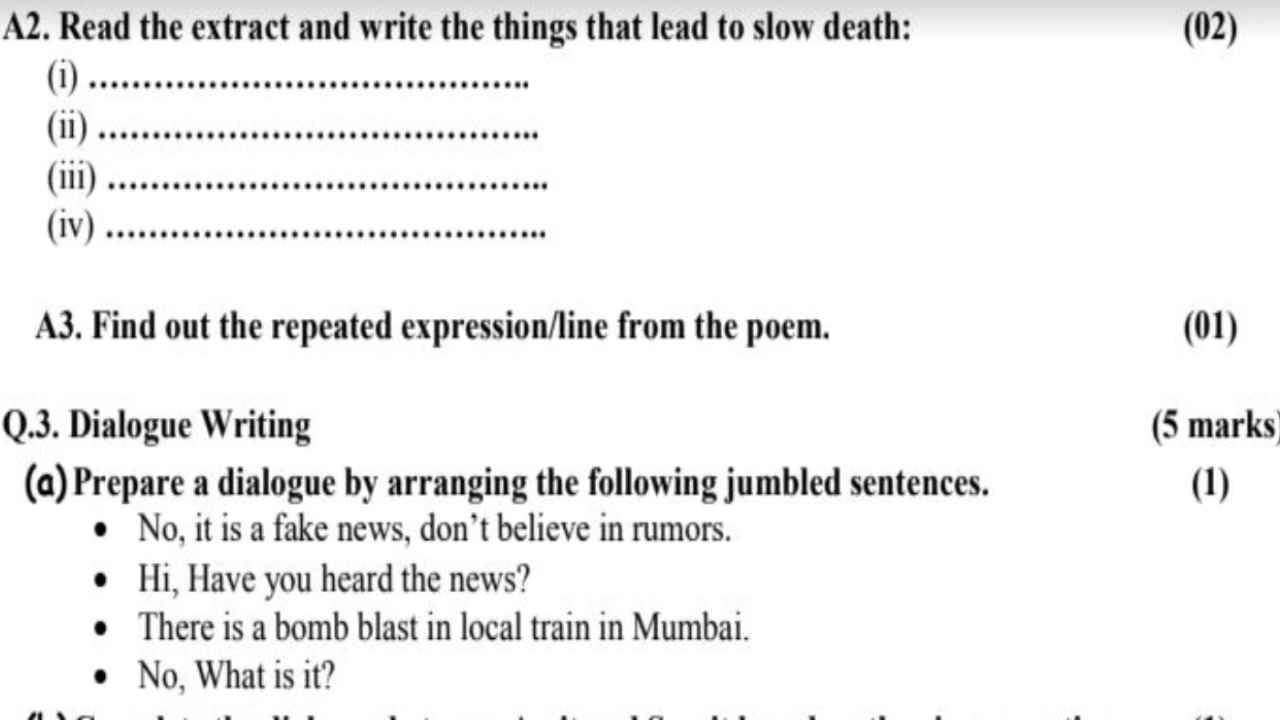 A2. Read the extract and write the things that lead to slow death: (02)
(i) ……………………………………..
(ii) ……………………………………..
(iii) ……………………………………..
(iv) ……………………………………..
A3. Find out the repeated expression/line from the poem. (01)
Q.3. Dialogue Writing (5 marks)
(a) Prepare a dialogue by arranging the following jumbled sentences. (1)
• No, it is a fake news, don’t believe in rumors.
• Hi, Have you heard the news?
• There is a bomb blast in local train in Mumbai.
• No, What is it?